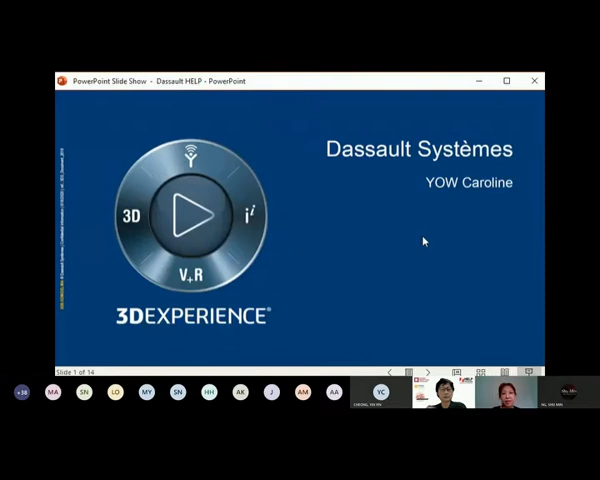 PowerPoint Slide Show - Dassault HELP - PowerPoint
Dassault Systèmes
YOW Caroline
3D
i i
V+R
3DEXPERIENCE®
Slide 1 of 14
+38
MA
SN
LO
MY
SN
HH
AK
J
AM
AA
YC